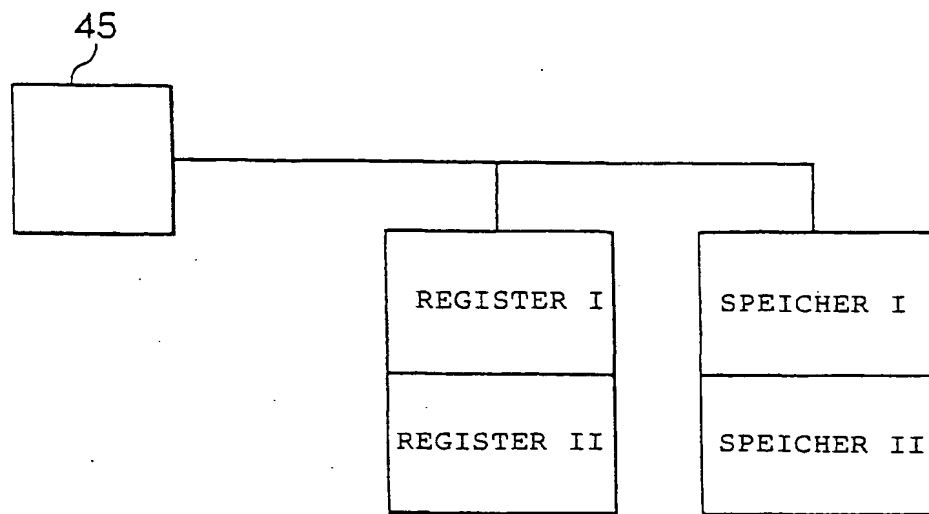 45
REGISTER I
SPEICHER I
REGISTER II
SPEICHER II